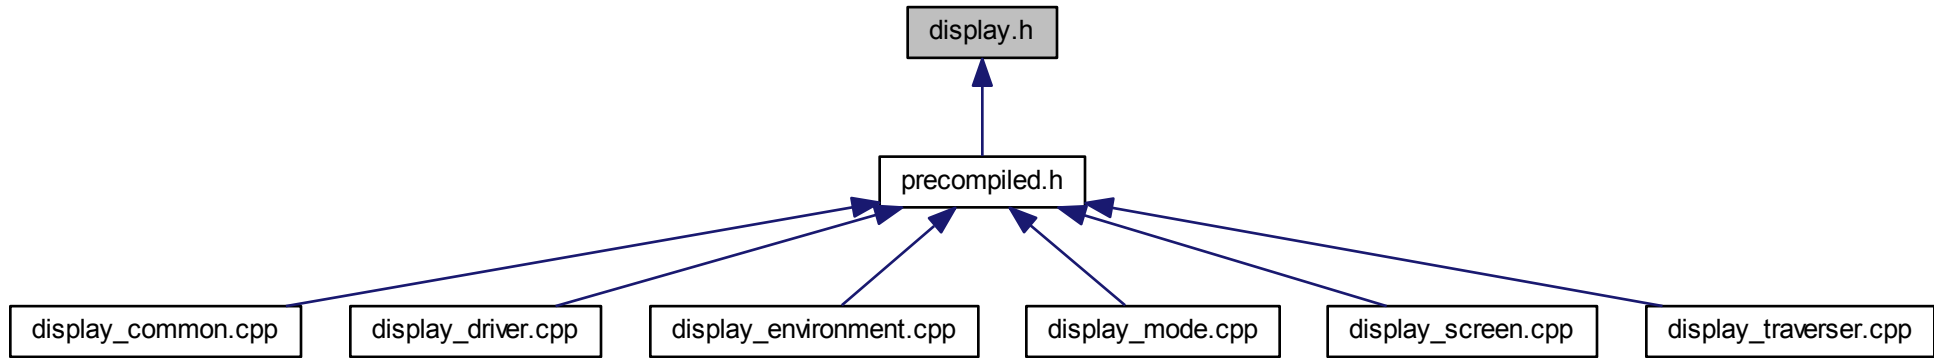 display.h
precompiled.h
display_common.cpp
display_driver.cpp
display_environment.cpp
display_mode.cpp
display_screen.cpp
display_traverser.cpp